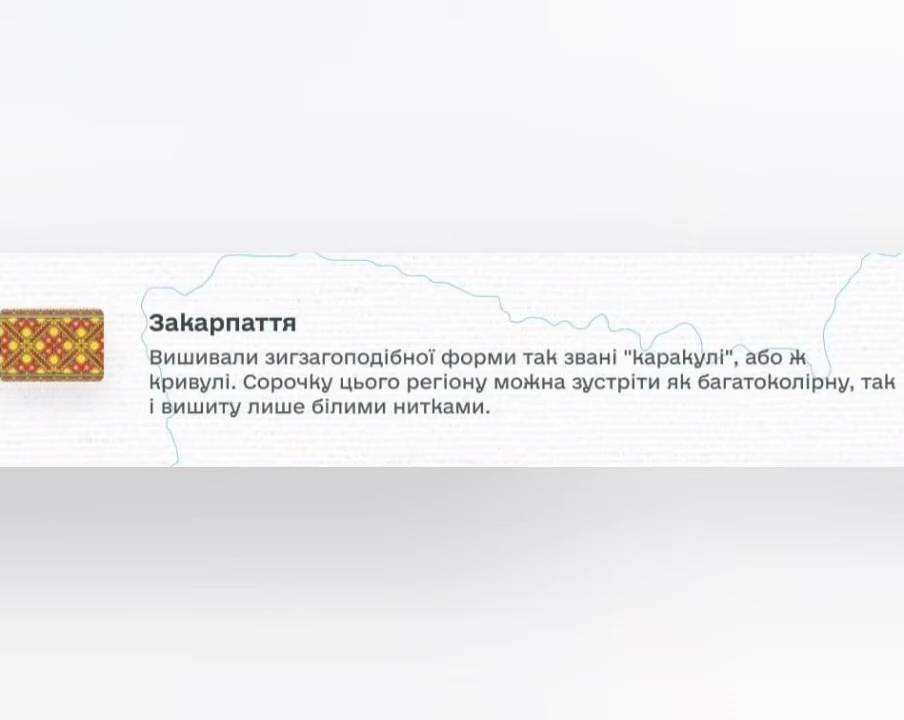 Закарпаття
Вишивали зигзагоподібної форми так звані "каракулі", або ж
кривулі. Сорочку цього регіону можна зустріти як багатоколірну, так
і вишиту лише білими нитками.